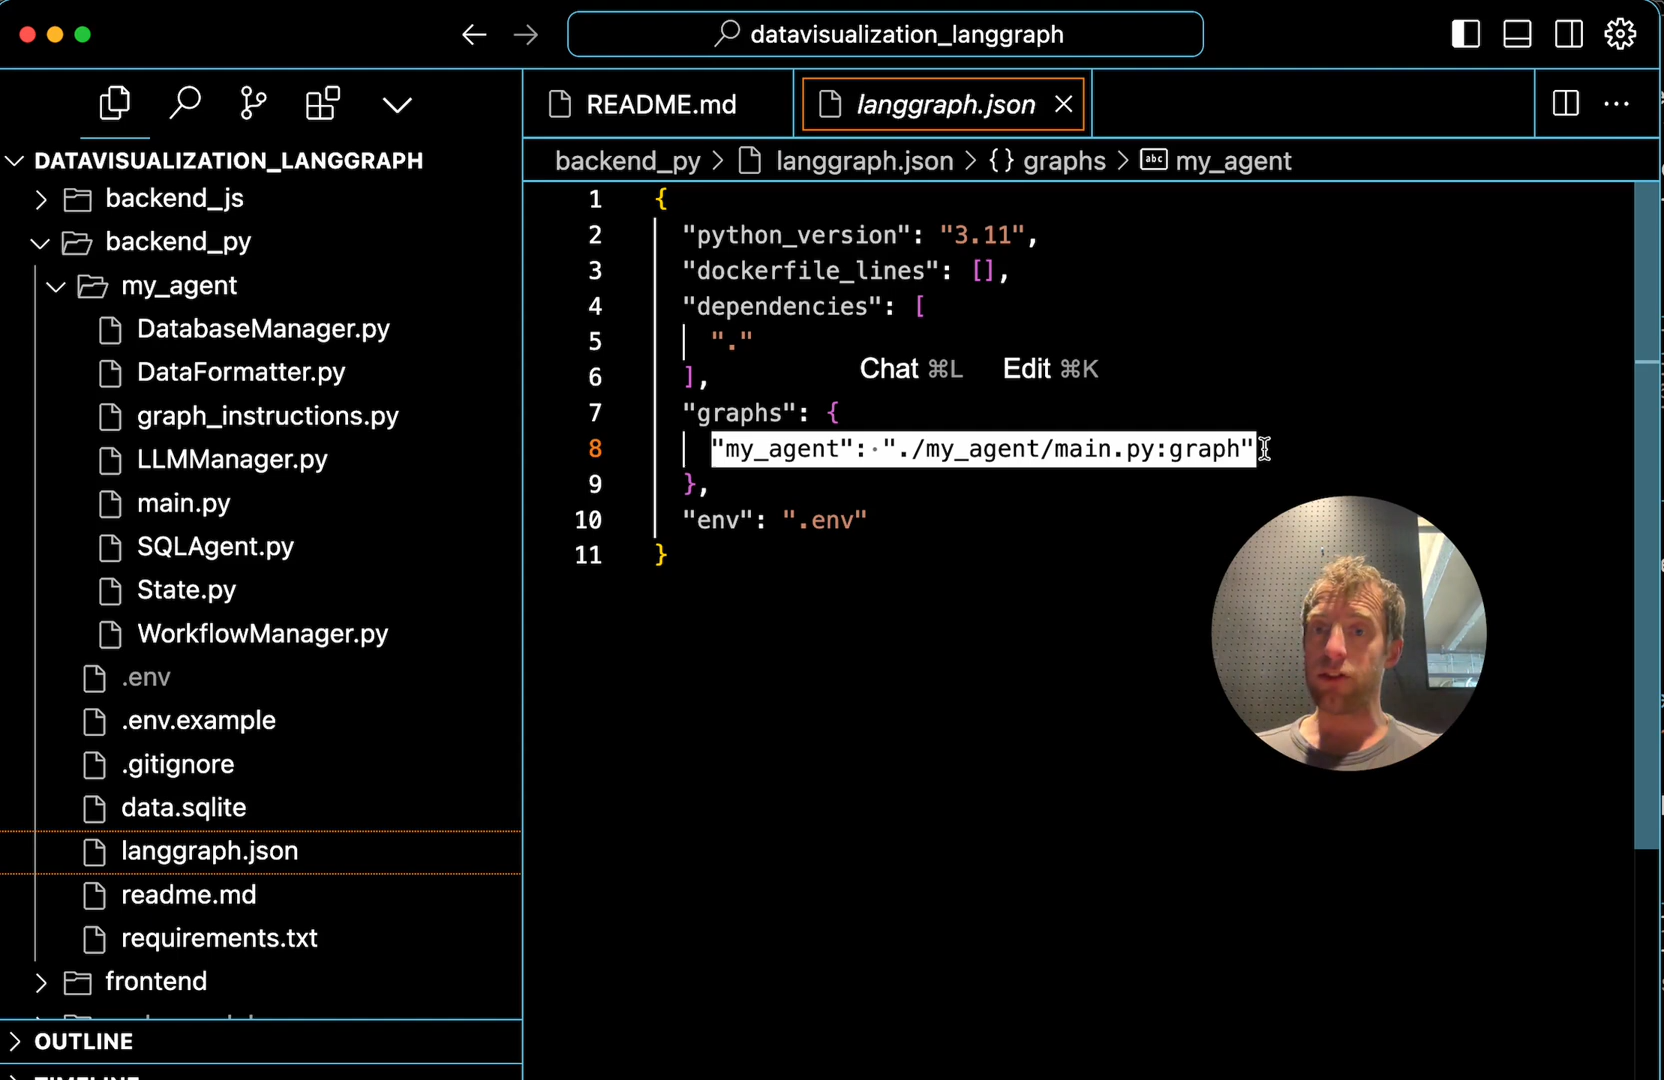 datavisualization_langgraph
README.md
langgraph.json
DATAVISUALIZATION_LANGGRAPH
backend_js
backend_py
my_agent
DatabaseManager.py
DataFormatter.py
graph_instructions.py
LLMManager.py
main.py
SQLAgent.py
State.py
WorkflowManager.py
.env
.env.example
.gitignore
data.sqlite
langgraph.json
readme.md
requirements.txt
frontend
OUTLINE
TIMELINE
backend_py > langgraph.json > {} graphs > abc my_agent
1 {
2 "python_version": "3.11",
3 "dockerfile_lines": [],
4 "dependencies": [
5 "."
6 ],
7 "graphs": {
8 "my_agent": "./my_agent/main.py:graph"
9 },
10 "env": ".env"
11 }
Chat ⌘L Edit ⌘K